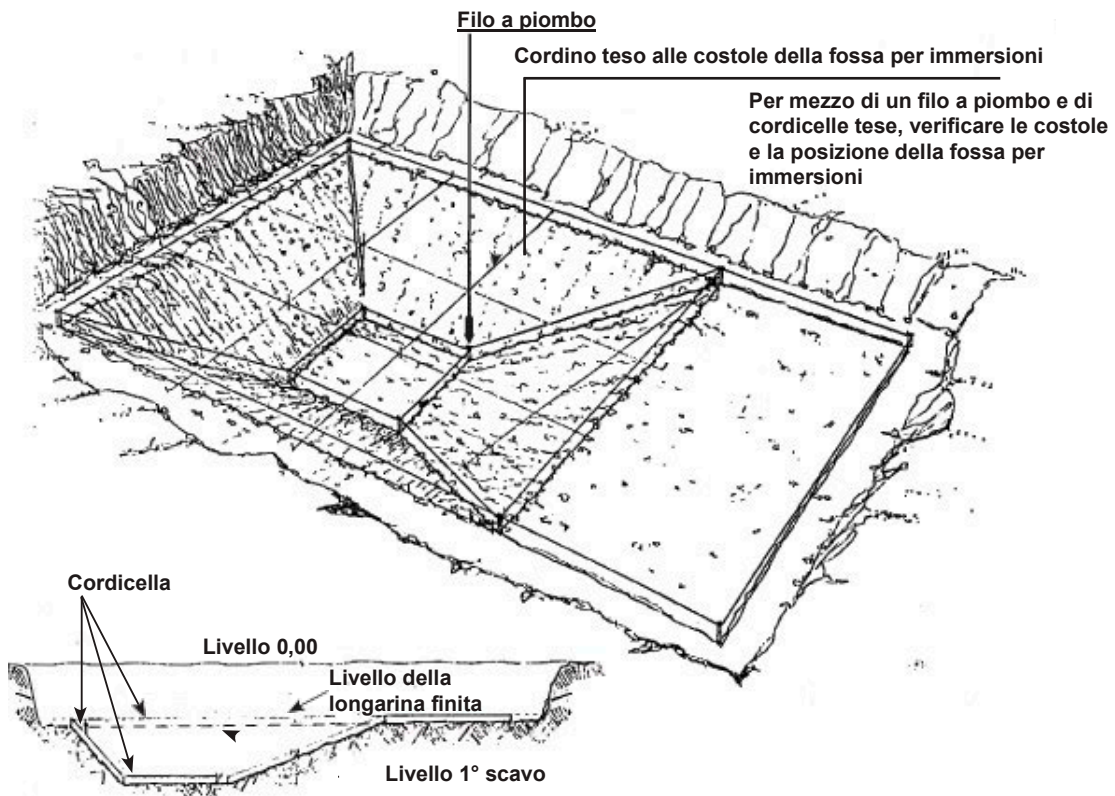 Filo a piombo
Cordino teso alle costole della fossa per immersioni
Per mezzo di un filo a piombo e di
cordicelle tese, verificare le costole
e la posizione della fossa per
immersioni
Cordicella
Livello 0,00
Livello della
longarina finita
Livello 1° scavo